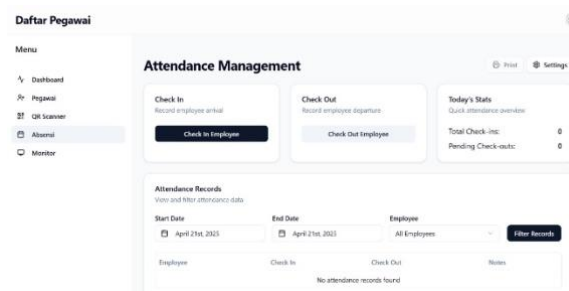 Daftar Pegawai
Menu
Dashboard
Pegawai
QR Scanner
Absensi
Monitor
Attendance Management
Print
Settings
Check In
Record employee arrival
Check In Employee
Check Out
Record employee departure
Check Out Employee
Today's Stats
Quick attendance overview
Total Check-ins: 0
Pending Check-outs: 0
Attendance Records
View and filter attendance data
Start Date End Date Employee
April 21st, 2025 April 21st, 2025 All Employees Filter Records
Employee Check In Check Out Notes
No attendance records found